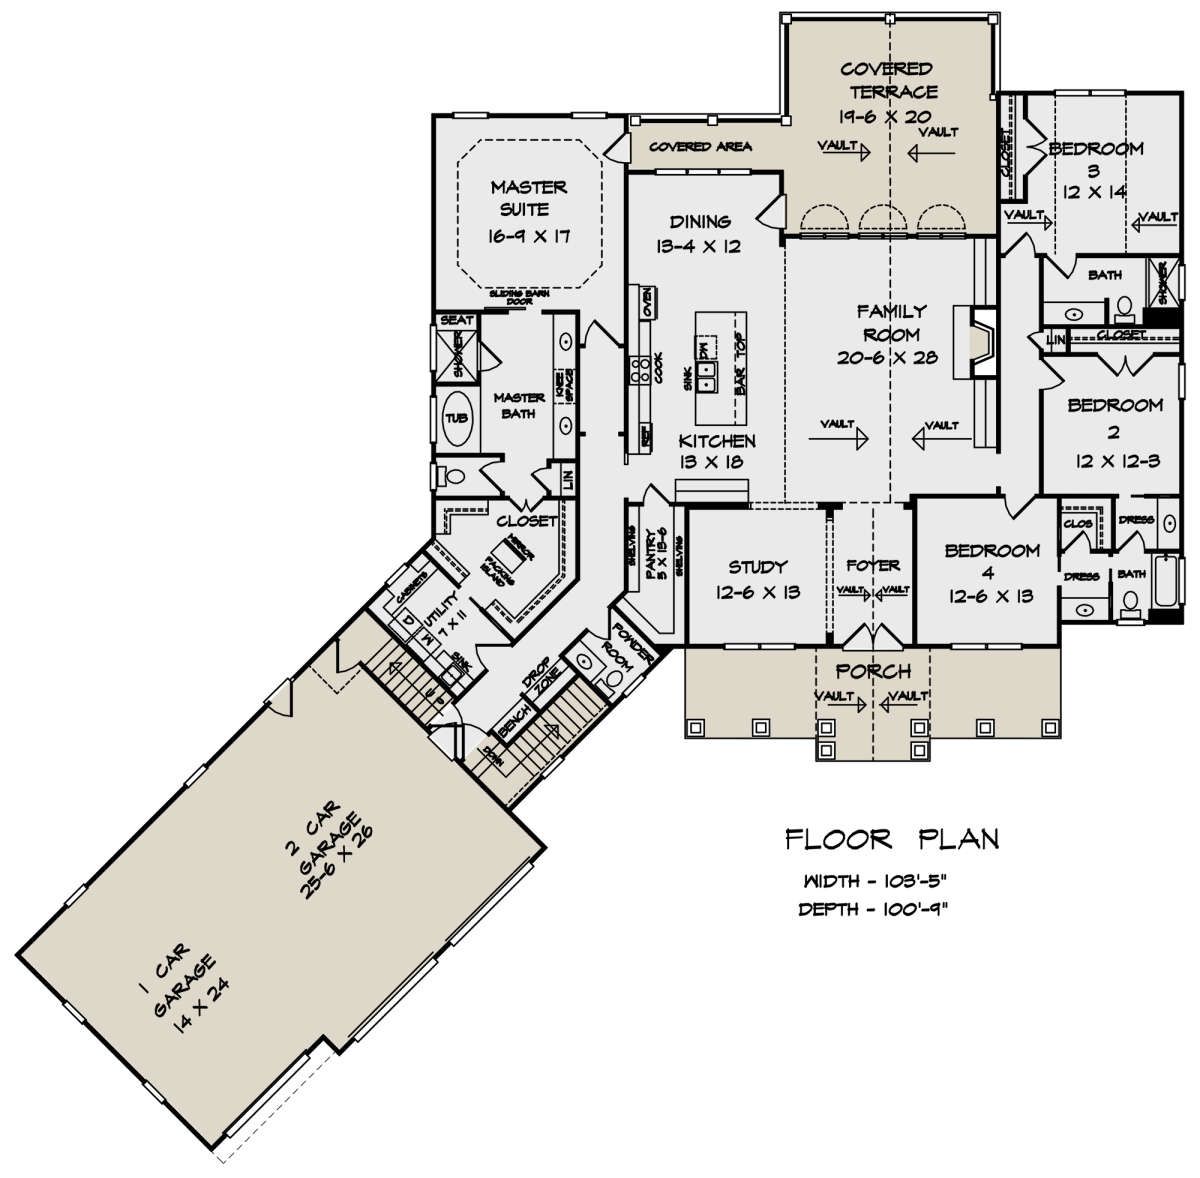 COVERED
TERRACE
19-6 X 20
VAULT
VAULT
COVERED AREA
CLOSET
BEDROOM
3
12 X 14
VAULT
VAULT
MASTER
SUITE
16-9 X 17
DINING
13-4 X 12
SLIDING BARN
DOOR
BATH
SHOWER
SEAT
SHOWER
OVEN
FAMILY
ROOM
20-6 X 28
LIN
CLOSET
KNEE
SPACE
MASTER
BATH
TUB
COOK
SINK
DW
BAR TOP
BEDROOM
2
12 X 12-3
REF
KITCHEN
13 X 18
VAULT
VAULT
LIN
CLOSET
MIRROR
PACKING
ISLAND
SHELVING
PANTRY
5 X 13-6
SHELVING
STUDY
12-6 X 13
FOYER
VAULT
VAULT
BEDROOM
4
12-6 X 13
CLOS
DRESS
DRESS
BATH
CABINETS
UTILITY
7 X 11
D
W
SINK
POWDER
ROOM
DROP
ZONE
BENCH
UP
DOWN
PORCH
VAULT
VAULT
2 CAR
GARAGE
25-6 X 26
1 CAR
GARAGE
14 X 24
FLOOR PLAN
WIDTH - 103'-5"
DEPTH - 100'-9"